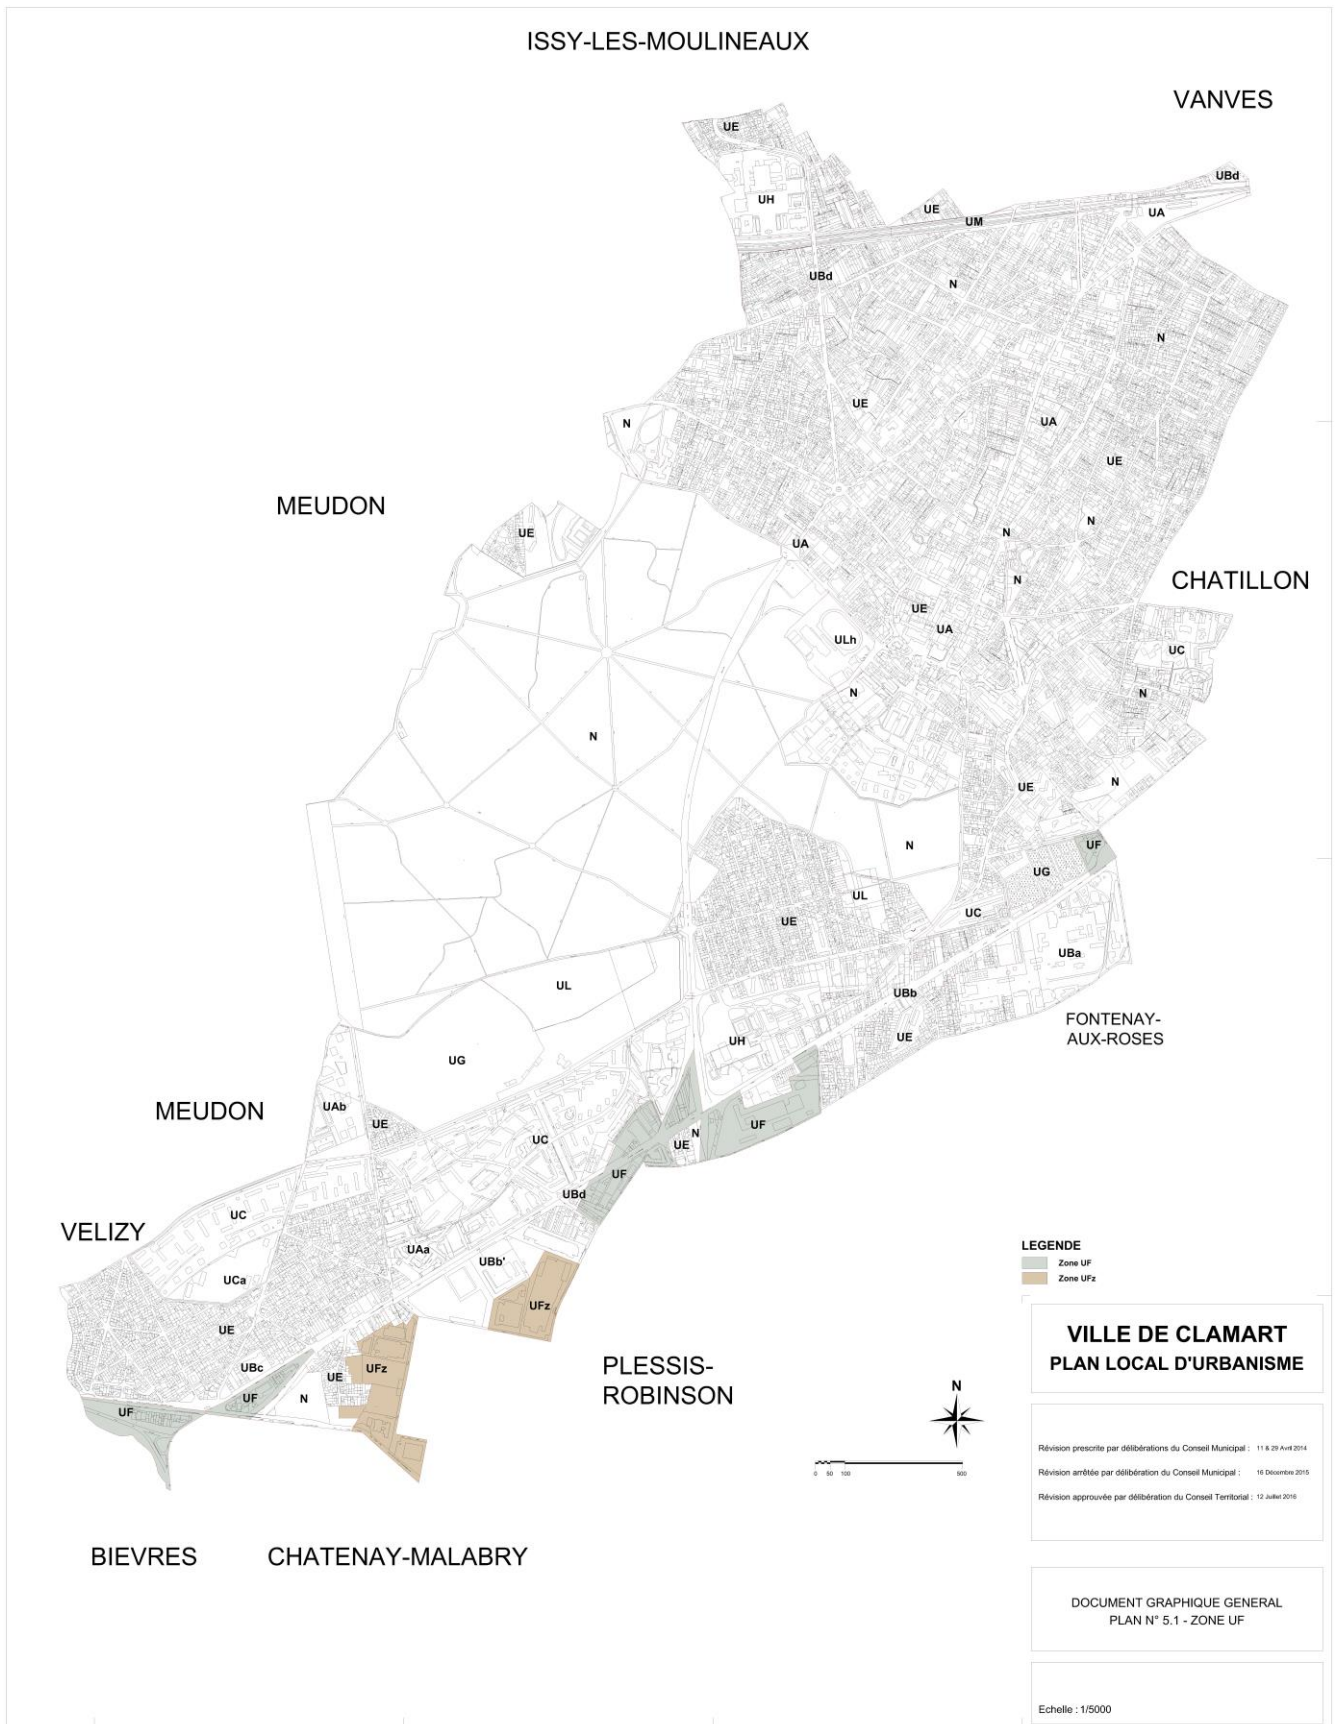 ISSY-LES-MOULINEAUX
VANVES
UE
UBd
UH
UE
UM
UA
UBd
N
N
UE
N
UA
UE
MEUDON
UE
N
UA
N
N
CHATILLON
UE
UA
ULh
UC
N
N
N
UE
N
N
UF
UG
UL
UC
UE
UBa
UL
UBb
FONTENAY-
AUX-ROSES
UE
UH
UG
MEUDON
UAb
UE
UC
UE
N
UF
UF
UBd
UC
VELIZY
UAa
UBb'
UCa
UFz
UE
UBc
UE
UFz
UF
N
UF
PLESSIS-
ROBINSON
BIEVRES
CHATENAY-MALABRY
LEGENDE
Zone UF
Zone UFz
VILLE DE CLAMART
PLAN LOCAL D'URBANISME
N
0 50 100 500
Révision prescrite par délibérations du Conseil Municipal : 11 & 29 Avril 2014
Révision arrêtée par délibération du Conseil Municipal : 16 Décembre 2015
Révision approuvée par délibération du Conseil Territorial : 12 Juillet 2016
DOCUMENT GRAPHIQUE GENERAL
PLAN N° 5.1 - ZONE UF
Echelle : 1/5000